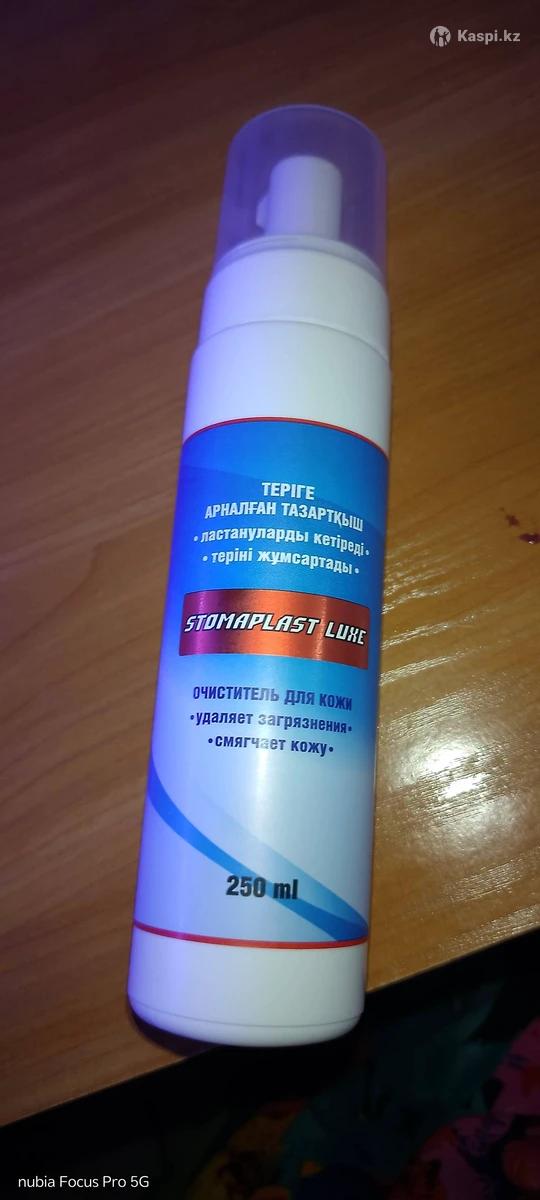 Kaspi.kz
ТЕРІГЕ
АРНАЛҒАН ТАЗАРТҚЫШ
• ластануларды кетіреді •
• теріні жұмсартады •
STOMAPLAST LUXE
ОЧИСТИТЕЛЬ ДЛЯ КОЖИ
• удаляет загрязнения •
• смягчает кожу •
250 ml
nubia Focus Pro 5G